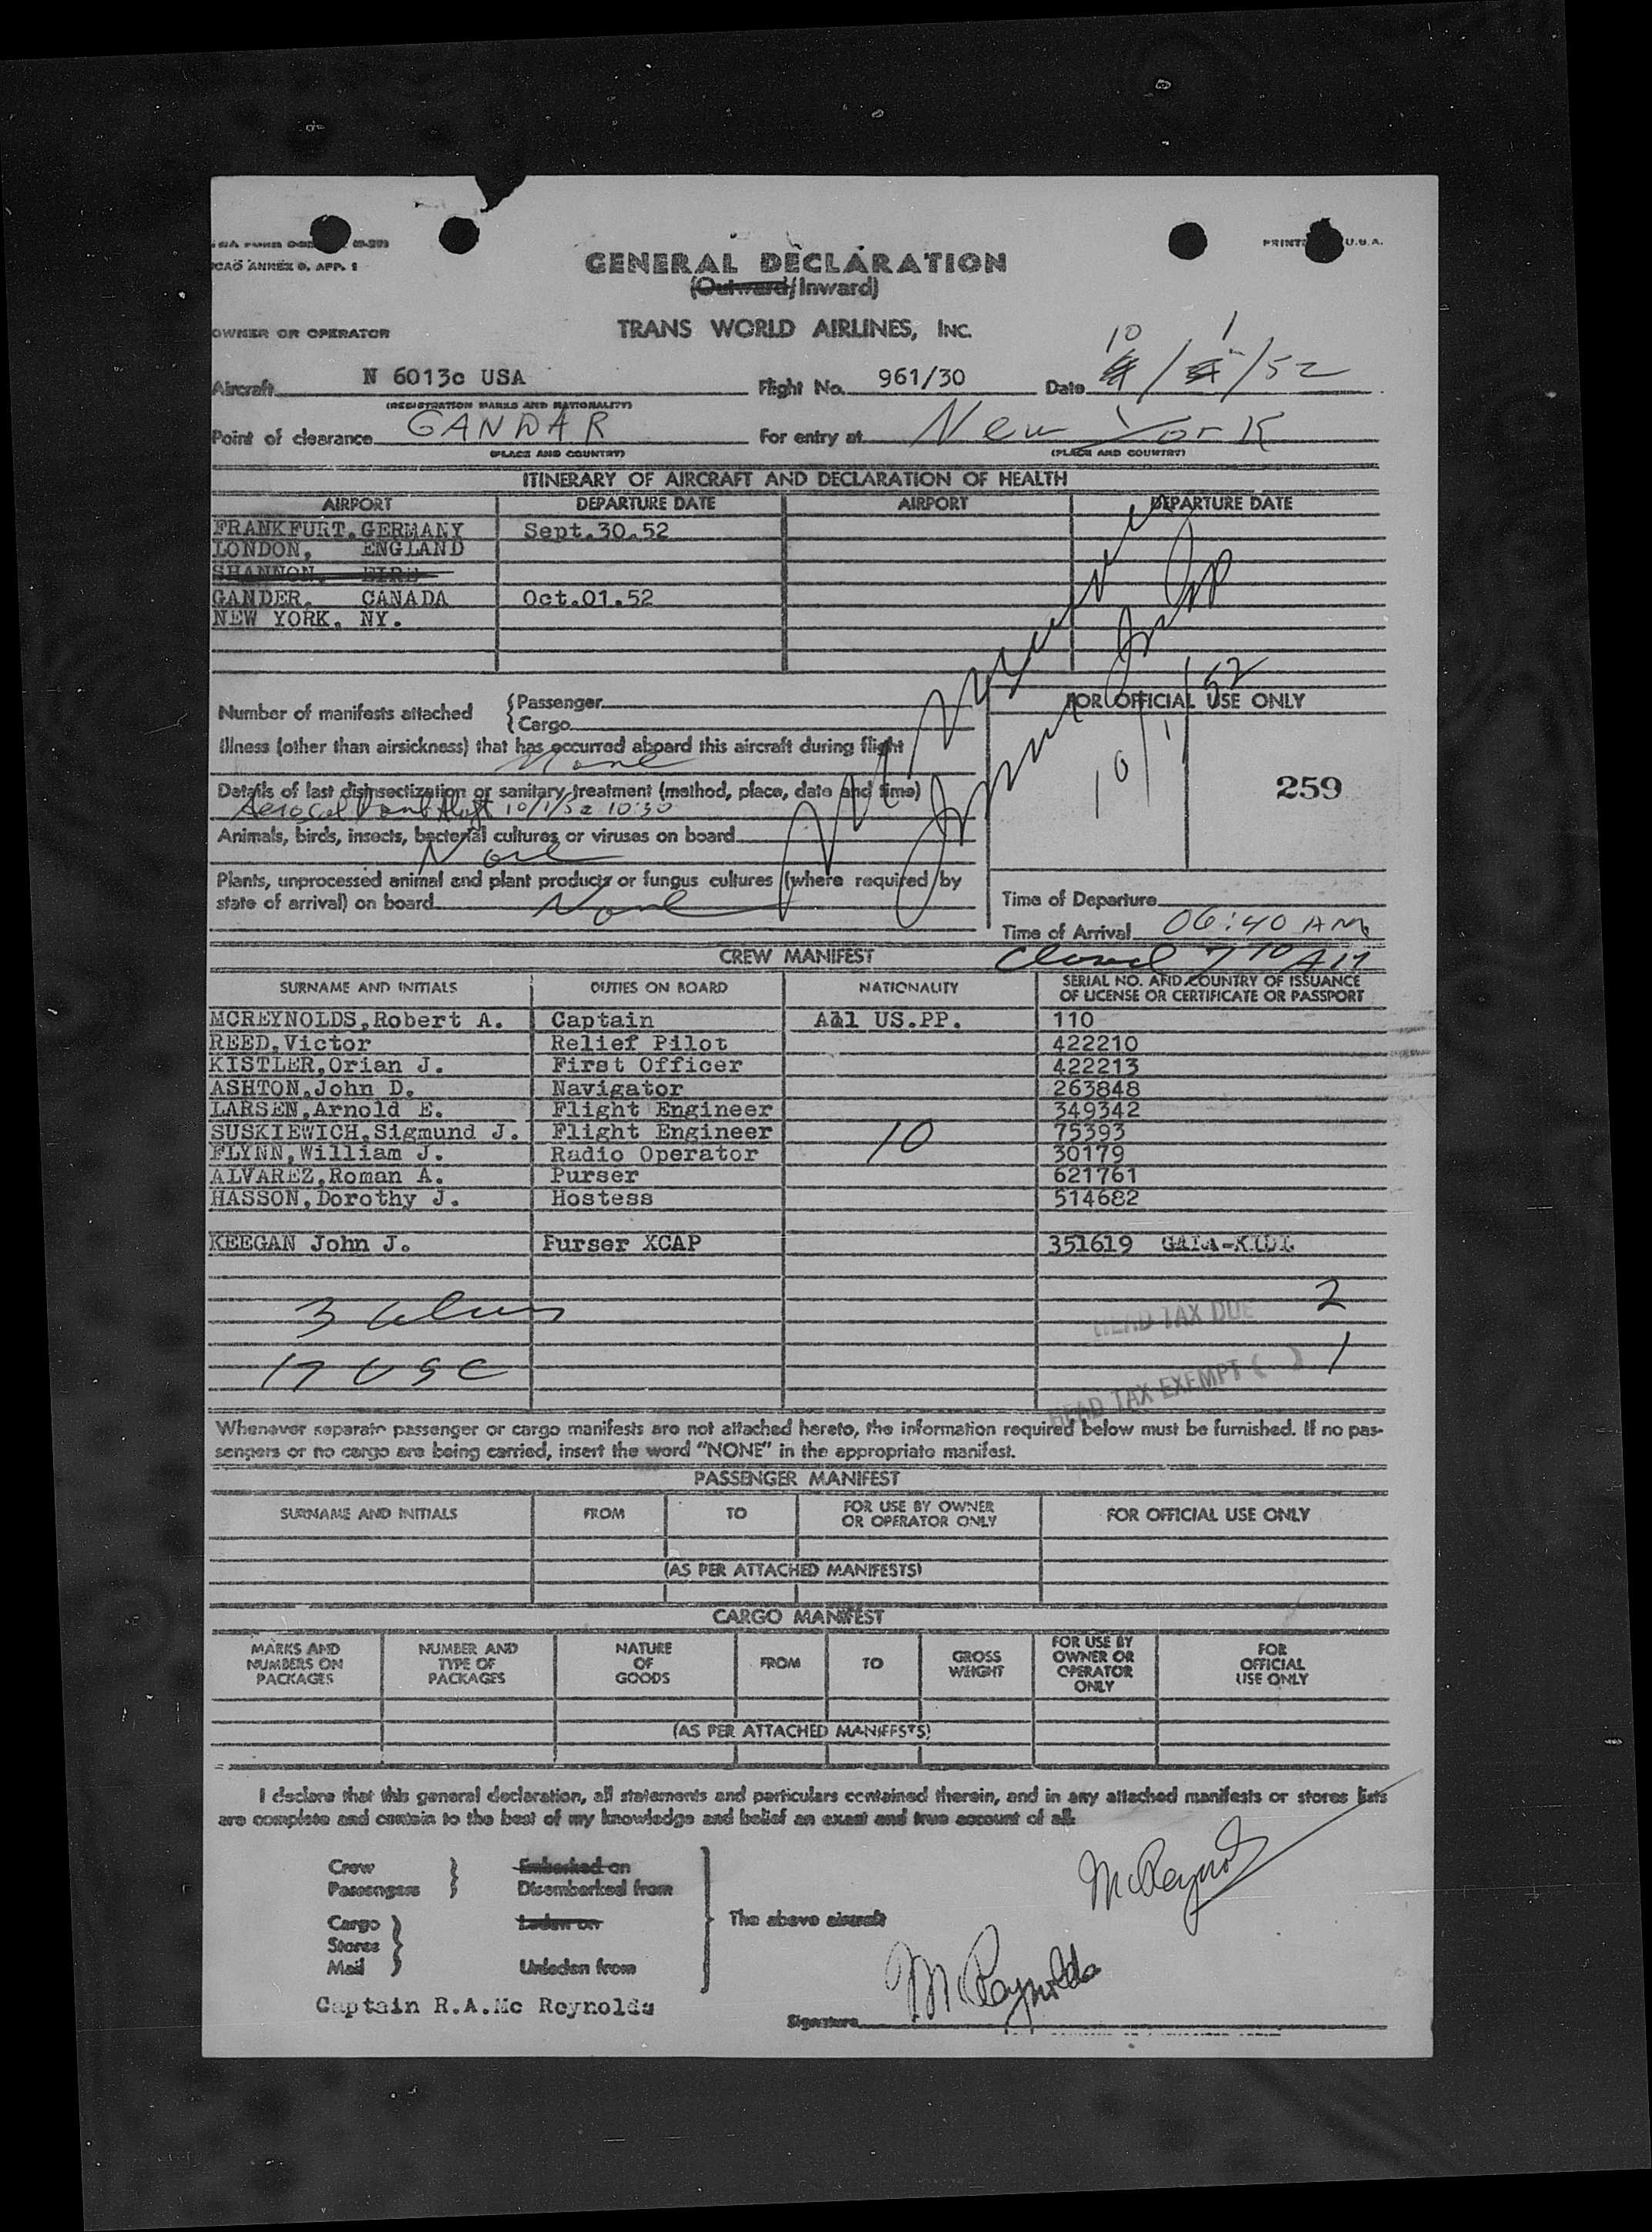 ICAO ANNEX 9, APP. 1
PRINTED U.S.A.
GENERAL DECLARATION
(Outward/Inward)
OWNER OR OPERATOR TRANS WORLD AIRLINES, INC.
10 1
Aircraft N 6013c USA Flight No. 961/30 Date /52
(REGISTRATION MARKS AND NATIONALITY)
Point of clearance GANDAR For entry at New York
(PLACE AND COUNTRY) (PLACE AND COUNTRY)
ITINERARY OF AIRCRAFT AND DECLARATION OF HEALTH
AIRPORT DEPARTURE DATE AIRPORT DEPARTURE DATE
FRANKFURT, GERMANY Sept.30.52
LONDON, ENGLAND
SHANNON, EIRE
GANDER, CANADA Oct.01.52
NEW YORK, NY.
Number of manifests attached {Passenger
{Cargo
FOR OFFICIAL USE ONLY
10/1/52
259
Illness (other than airsickness) that has occurred aboard this aircraft during flight
None
Details of last disinsectization or sanitary treatment (method, place, date and time)
10/1/52 10:30
Animals, birds, insects, bacterial cultures or viruses on board
None
Plants, unprocessed animal and plant products or fungus cultures (where required by
state of arrival) on board None
Time of Departure
Time of Arrival 06:40 AM
Closed 7 10 AM
CREW MANIFEST
SURNAME AND INITIALS DUTIES ON BOARD NATIONALITY SERIAL NO. AND COUNTRY OF ISSUANCE
OF LICENSE OR CERTIFICATE OR PASSPORT
MCREYNOLDS,Robert A. Captain All US.PP. 110
REED,Victor Relief Pilot 422210
KISTLER,Orian J. First Officer 422213
ASHTON,John D. Navigator 263848
LARSEN,Arnold E. Flight Engineer 349342
SUSKIEWICH,Sigmund J. Flight Engineer 10 75393
FLYNN,William J. Radio Operator 30179
ALVAREZ,Roman A. Purser 621761
HASSON,Dorothy J. Hostess 514682
KEEGAN John J. Purser XCAP 351619
3 aliens HEAD TAX DUE 2
17 USC HEAD TAX EXEMPT ( ) 1
Whenever separate passenger or cargo manifests are not attached hereto, the information required below must be furnished. If no pas-
sengers or no cargo are being carried, insert the word "NONE" in the appropriate manifest.
PASSENGER MANIFEST
SURNAME AND INITIALS FROM TO FOR USE BY OWNER
OR OPERATOR ONLY FOR OFFICIAL USE ONLY
(AS PER ATTACHED MANIFESTS)
CARGO MANIFEST
MARKS AND
NUMBERS ON
PACKAGES NUMBER AND
TYPE OF
PACKAGES NATURE
OF
GOODS FROM TO GROSS
WEIGHT FOR USE BY
OWNER OR
OPERATOR
ONLY FOR
OFFICIAL
USE ONLY
(AS PER ATTACHED MANIFESTS)
I declare that this general declaration, all statements and particulars contained therein, and in any attached manifests or stores lists
are complete and contain to the best of my knowledge and belief an exact and true account of all:
Crew } Embarked on
Passengers } Disembarked from
Cargo } Laden on The above aircraft
Stores }
Mail } Unladen from
McReynolds
McReynolds
Captain R.A.Mc Reynolds
Signature